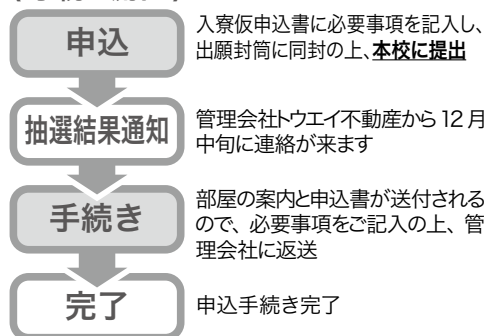 申込
入寮仮申込書に必要事項を記入し、
出願封筒に同封の上、本校に提出
抽選結果通知
管理会社トウエイ不動産から12月
中旬に連絡が来ます
手続き
部屋の案内と申込書が送付される
ので、必要事項をご記入の上、管
理会社に返送
完了
申込手続き完了